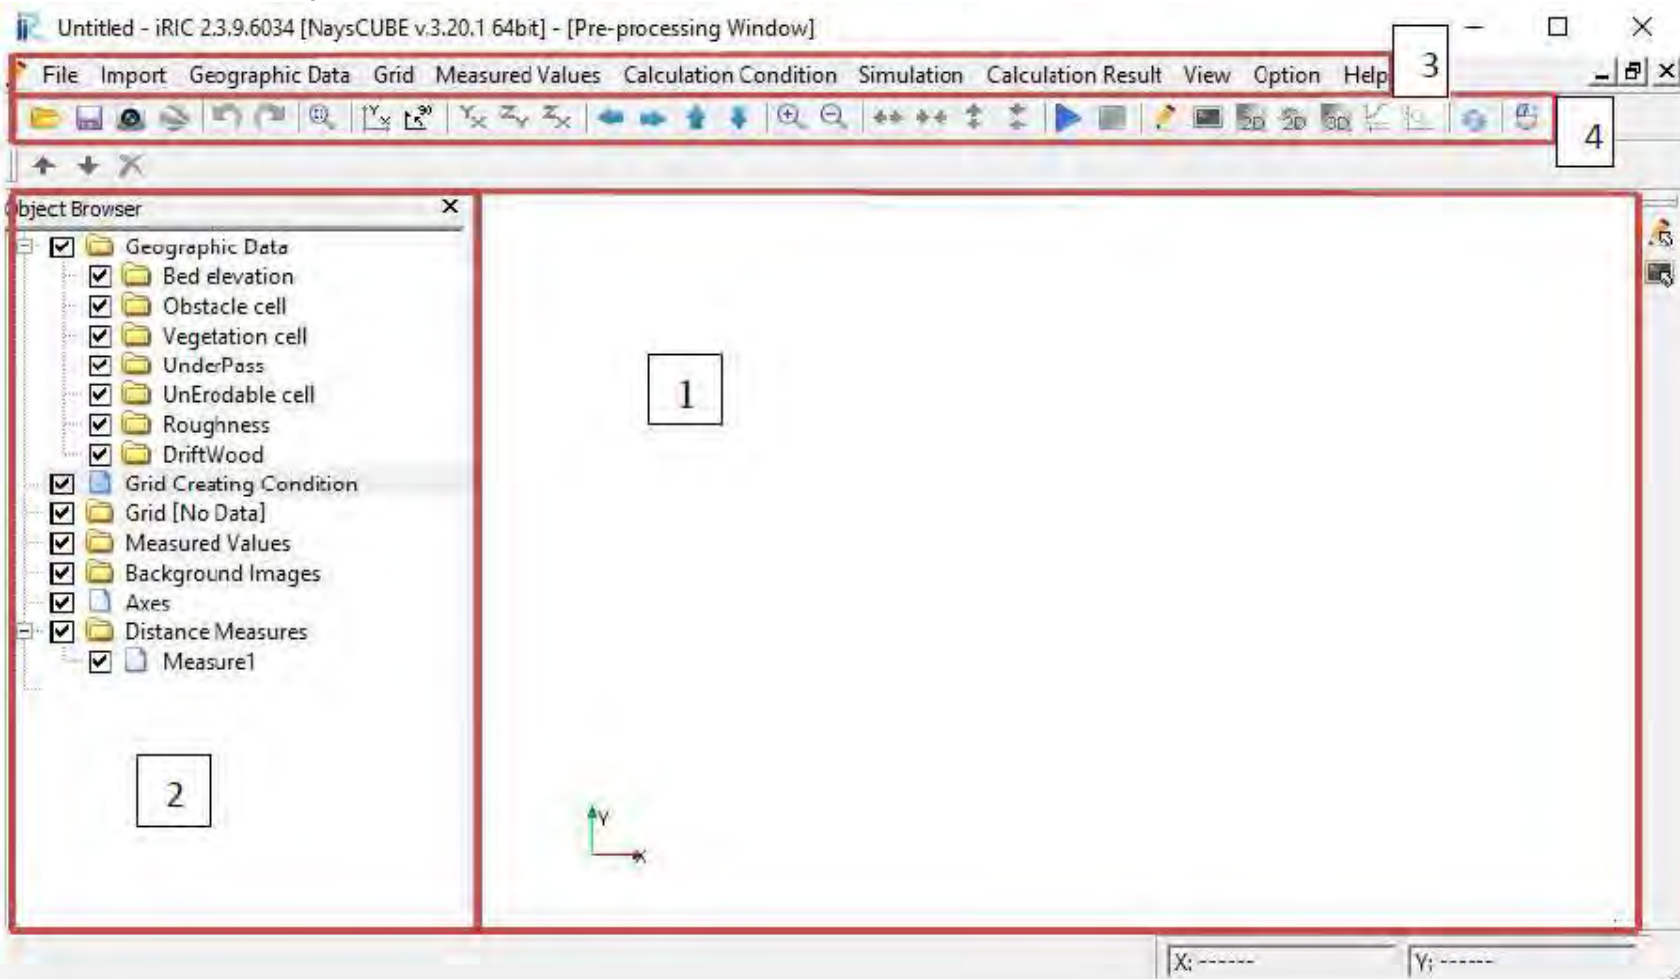 Untitled - iRIC 2.3.9.6034 [NaysCUBE v.3.20.1 64bit] - [Pre-processing Window]
3
File Import Geographic Data Grid Measured Values Calculation Condition Simulation Calculation Result View Option Help
4
Object Browser
Geographic Data
Bed elevation
Obstacle cell
Vegetation cell
UnderPass
UnErodable cell
Roughness
DriftWood
Grid Creating Condition
Grid [No Data]
Measured Values
Background Images
Axes
Distance Measures
Measure1
1
2
Y
X
X: ------ Y: ------